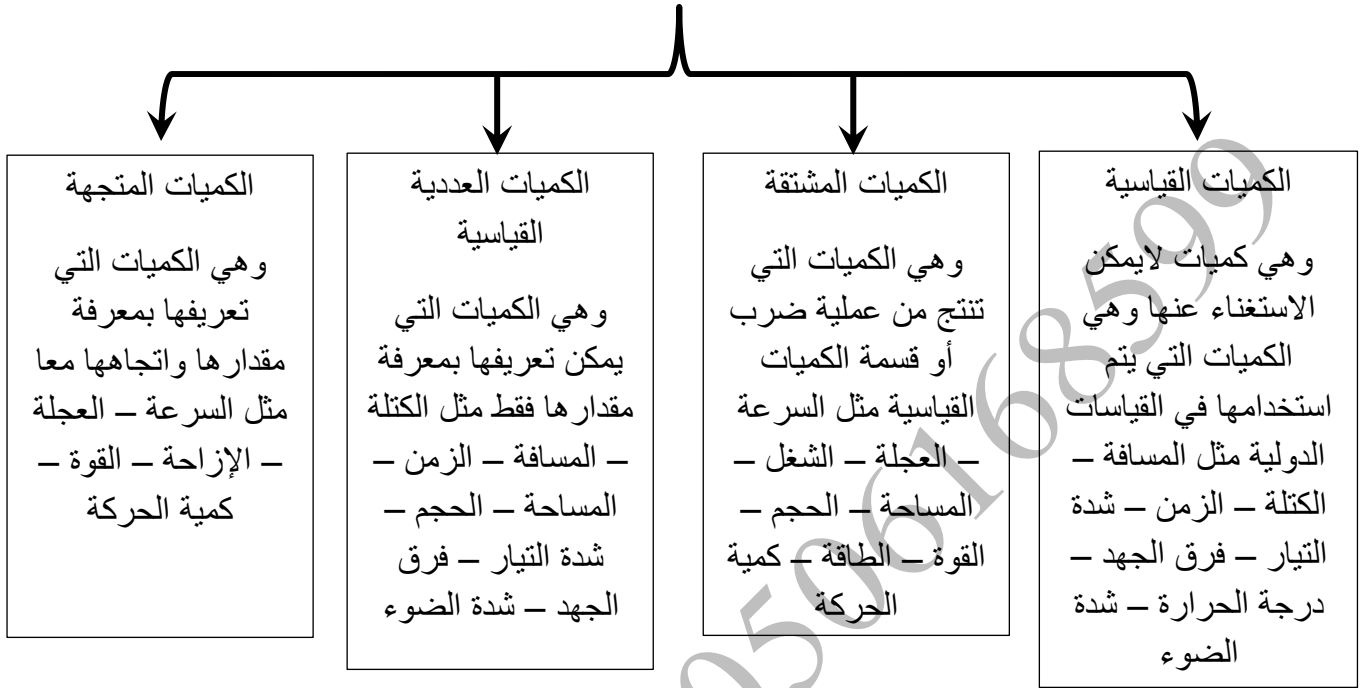 الكميات القياسية
وهي كميات لايمكن
الاستغناء عنها وهي
الكميات التي يتم
استخدامها في القياسات
الدولية مثل المسافة –
الكتلة – الزمن – شدة
التيار – فرق الجهد –
درجة الحرارة – شدة
الضوء
الكميات المشتقة
وهي الكميات التي
تنتج من عملية ضرب
أو قسمة الكميات
القياسية مثل السرعة
– العجلة – الشغل –
المساحة – الحجم –
القوة – الطاقة – كمية
الحركة
الكميات العددية
القياسية
وهي الكميات التي
يمكن تعريفها بمعرفة
مقدارها فقط مثل الكتلة
– المسافة – الزمن –
المساحة – الحجم –
شدة التيار – فرق
الجهد – شدة الضوء
الكميات المتجهة
وهي الكميات التي
تعريفها بمعرفة
مقدارها واتجاهها معا
مثل السرعة – العجلة
– الإزاحة – القوة –
كمية الحركة
0506168599